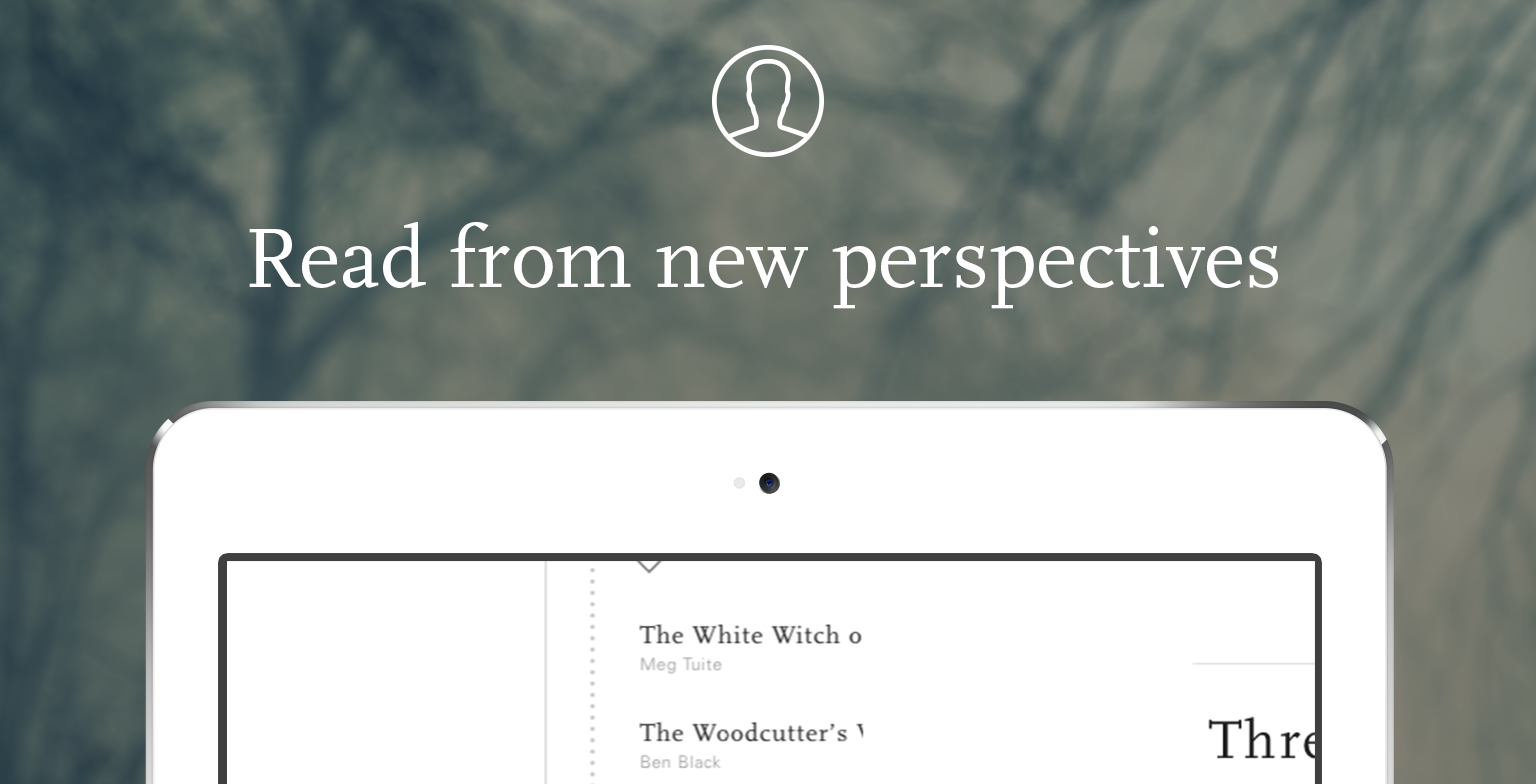 Read from new perspectives
The White Witch o
Meg Tuite
The Woodcutter’s
Ben Black
Thre